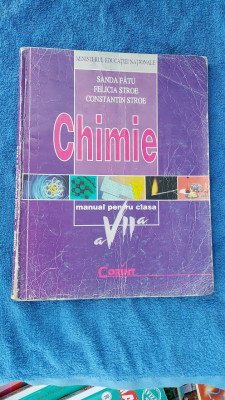 MINISTERUL EDUCAȚIEI NAȚIONALE
SANDA FĂTU
FELICIA STROE
CONSTANTIN STROE
Chimie
manual pentru clasa
a VII a
Corint